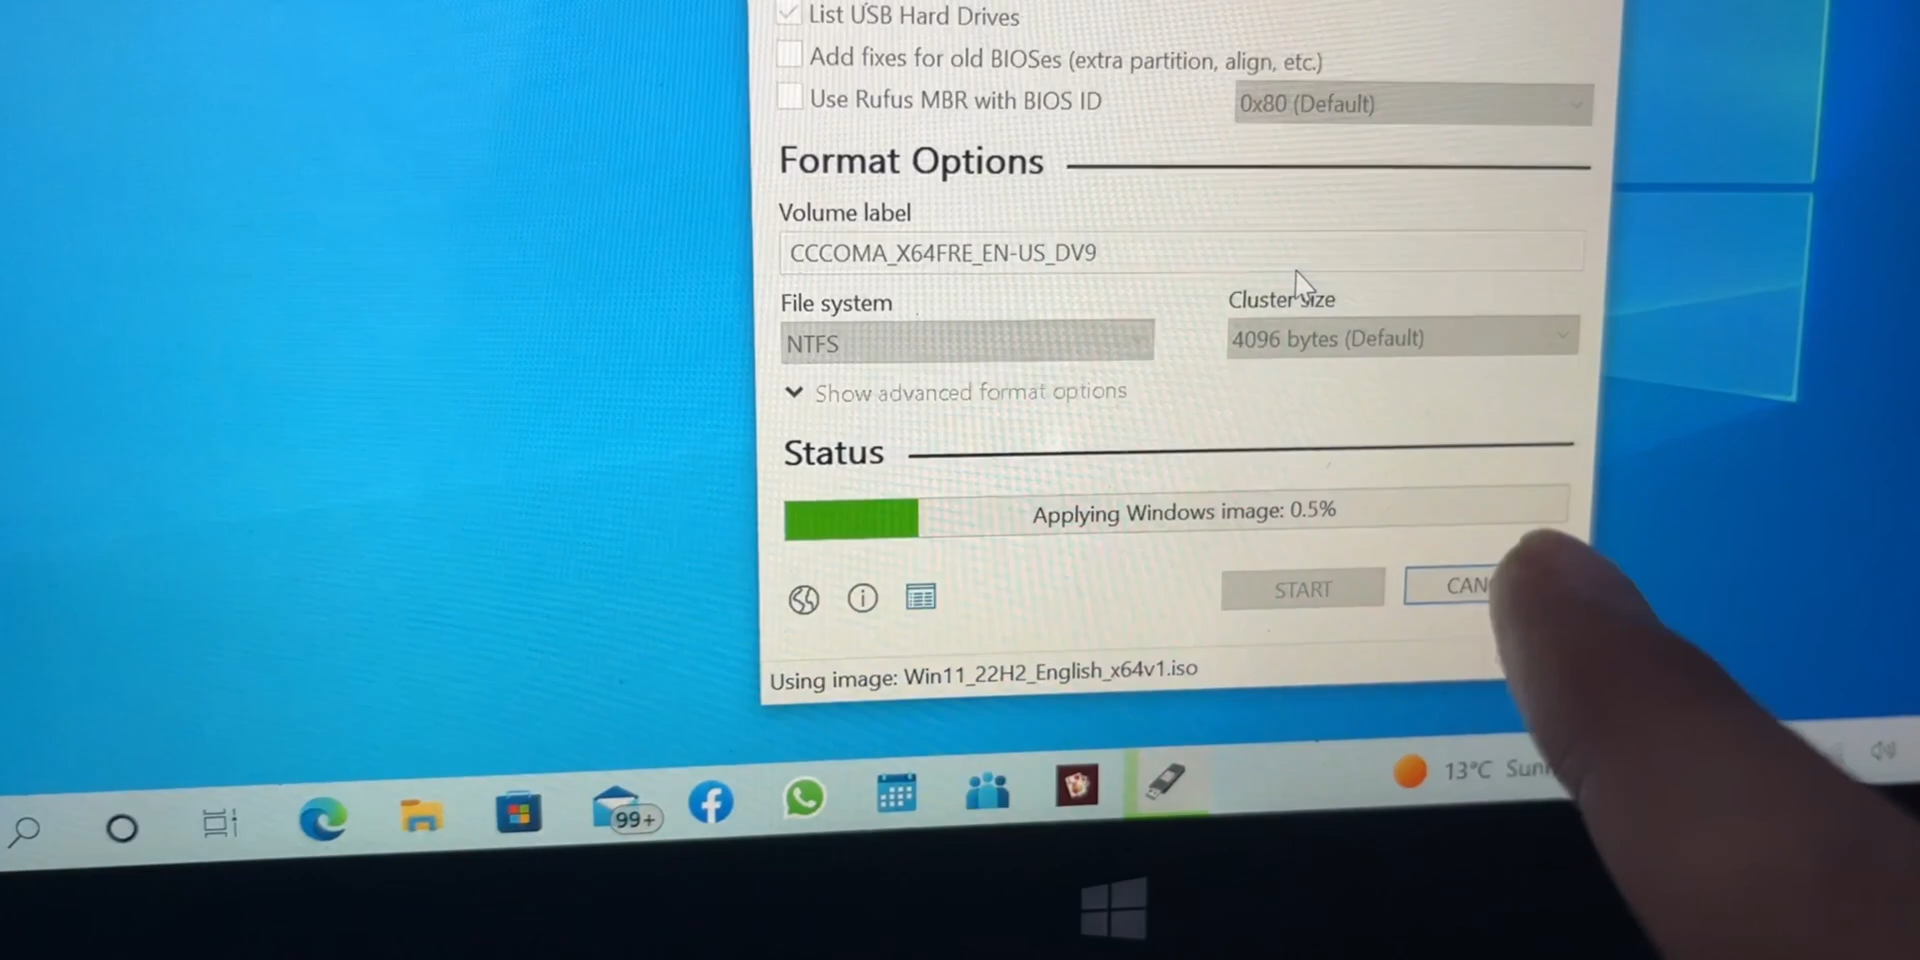 List USB Hard Drives
Add fixes for old BIOSes (extra partition, align, etc.)
Use Rufus MBR with BIOS ID
0x80 (Default)
Format Options
Volume label
CCCOMA_X64FRE_EN-US_DV9
File system
Cluster size
NTFS
4096 bytes (Default)
Show advanced format options
Status
Applying Windows image: 0.5%
START
CAN
Using image: Win11_22H2_English_x64v1.iso
99+
13°C